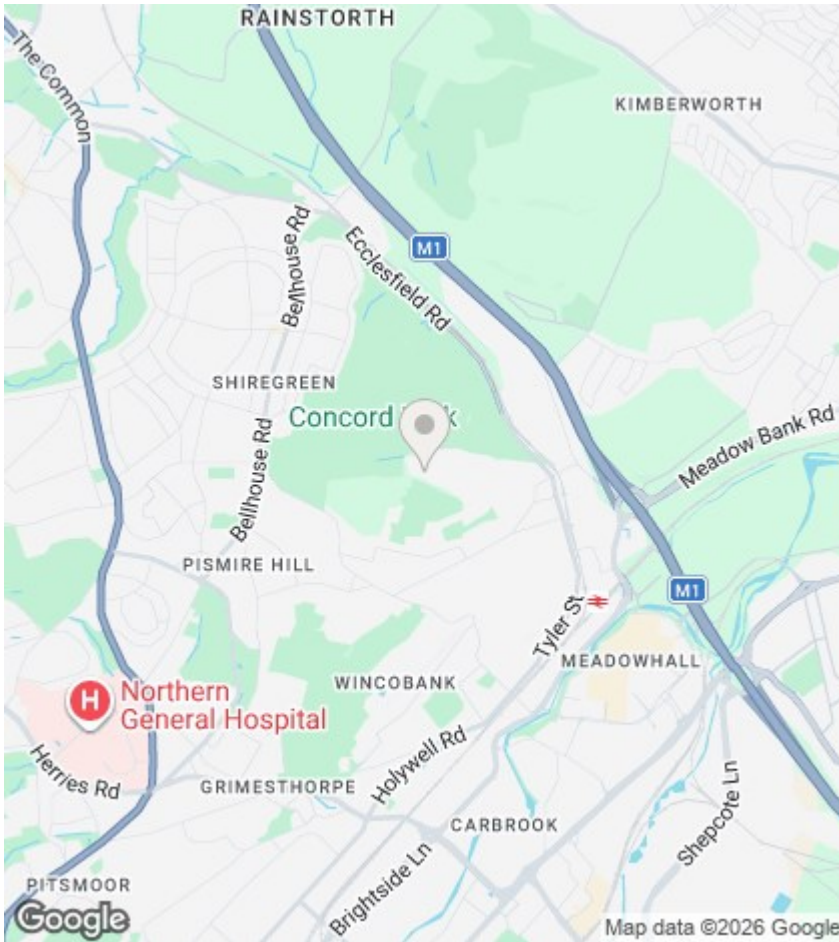 RAINSTORTH
The Common
KIMBERWORTH
M1
Bellhouse Rd
Ecclesfield Rd
SHIREGREEN
Concord
k
Meadow Bank Rd
Bellhouse Rd
PISMIRE HILL
M1
Tyler St
MEADOWHALL
WINCOBANK
H
Northern
General Hospital
Holywell Rd
Herries Rd
GRIMESTHORPE
CARBROOK
Shepcote Ln
Brightside Ln
PITSMOOR
Google
Map data ©2026 Google